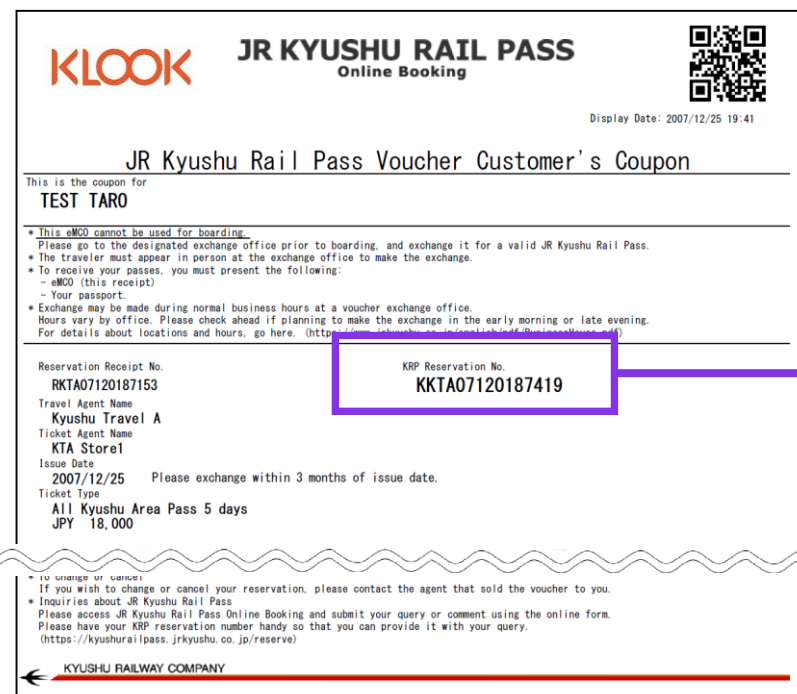 KLOOK
JR KYUSHU RAIL PASS
Online Booking
Display Date: 2007/12/25 19:41
JR Kyushu Rail Pass Voucher Customer's Coupon
This is the coupon for
TEST TARO
* This eMCO cannot be used for boarding.
Please go to the designated exchange office prior to boarding, and exchange it for a valid JR Kyushu Rail Pass.
* The traveler must appear in person at the exchange office to make the exchange.
* To receive your passes, you must present the following:
- eMCO (this receipt)
- Your passport.
* Exchange may be made during normal business hours at a voucher exchange office.
Hours vary by office. Please check ahead if planning to make the exchange in the early morning or late evening.
For details about locations and hours, go here.
Reservation Receipt No.
RKTA07120187153
KRP Reservation No.
KKTA07120187419
Travel Agent Name
Kyushu Travel A
Ticket Agent Name
KTA Store1
Issue Date
2007/12/25 Please exchange within 3 months of issue date.
Ticket Type
All Kyushu Area Pass 5 days
JPY 18,000
* To change or cancel
If you wish to change or cancel your reservation, please contact the agent that sold the voucher to you.
* Inquiries about JR Kyushu Rail Pass
Please access JR Kyushu Rail Pass Online Booking and submit your query or comment using the online form.
Please have your KRP reservation number handy so that you can provide it with your query.
(https://kyushurailpass.jrkyushu.co.jp/reserve)
KYUSHU RAILWAY COMPANY